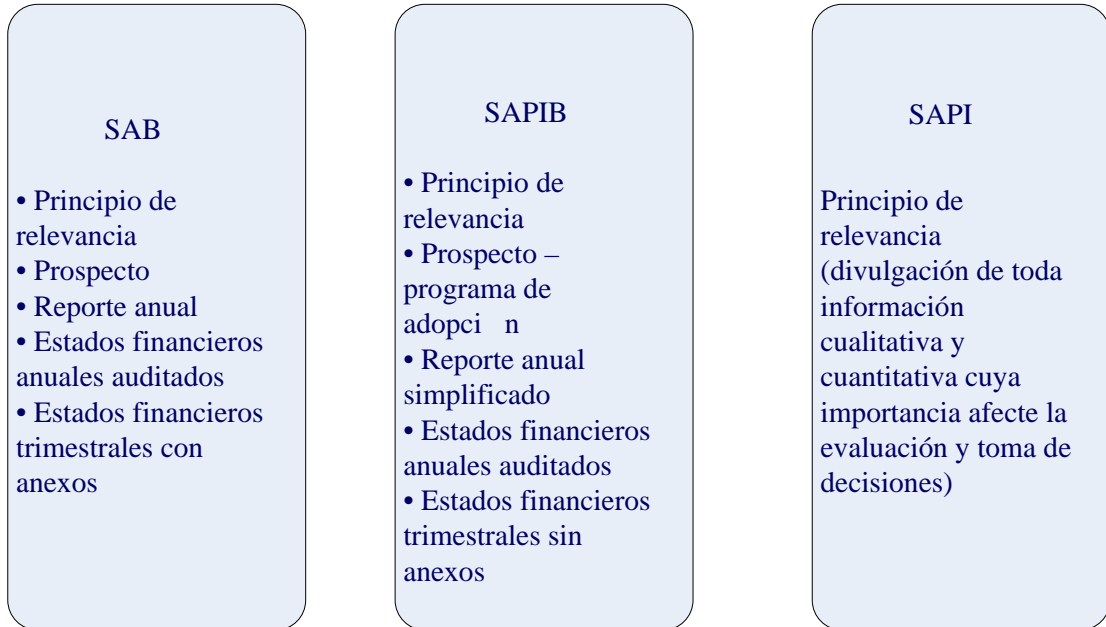 SAB
• Principio de
relevancia
• Prospecto
• Reporte anual
• Estados financieros
anuales auditados
• Estados financieros
trimestrales con
anexos
SAPIB
• Principio de
relevancia
• Prospecto –
programa de
adopci n
• Reporte anual
simplificado
• Estados financieros
anuales auditados
• Estados financieros
trimestrales sin
anexos
SAPI
Principio de
relevancia
(divulgación de toda
información
cualitativa y
cuantitativa cuya
importancia afecte la
evaluación y toma de
decisiones)